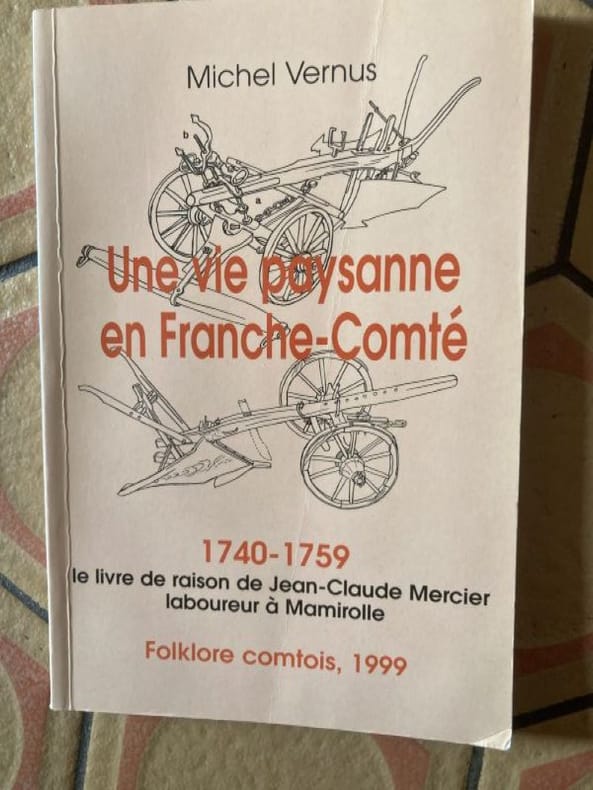 Michel Vernus
b
a
Une vie paysanne
en Franche-Comté
1740-1759
le livre de raison de Jean-Claude Mercier
laboureur à Mamirolle
Folklore comtois, 1999